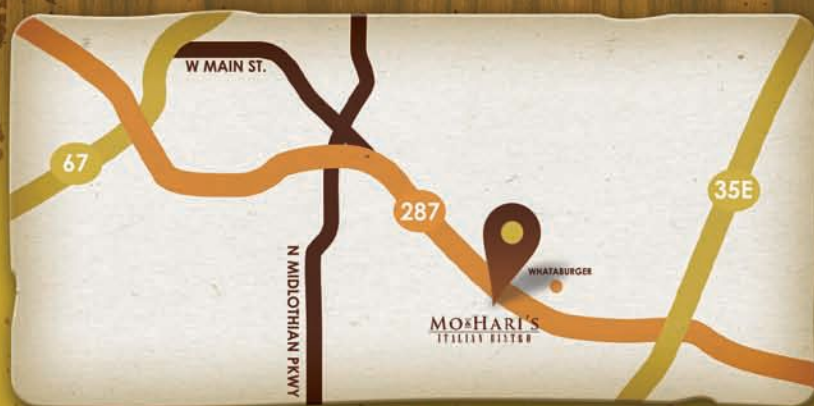 W MAIN ST.
67
35E
287
N MIDLOTHIAN PKWY
WHATABURGER
MO&HARI'S
ITALIAN BISTRO